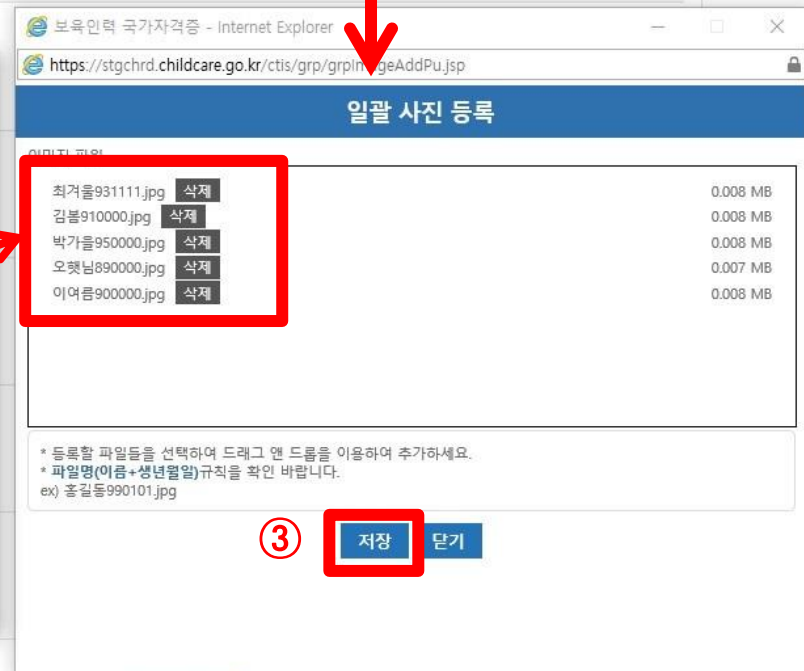 보육인력 국가자격증 - Internet Explorer
https://stgchrd.childcare.go.kr/ctis/grp/grpIm geAddPu.jsp
일괄 사진 등록
최겨울931111.jpg 삭제 0.008 MB
김봄910000.jpg 삭제 0.008 MB
박가을950000.jpg 삭제 0.008 MB
오햇님890000.jpg 삭제 0.007 MB
이여름900000.jpg 삭제 0.008 MB
* 등록할 파일들을 선택하여 드래그 앤 드롭을 이용하여 추가하세요.
* 파일명(이름+생년월일)규칙을 확인 바랍니다.
ex) 홍길동990101.jpg
③ 저장 닫기